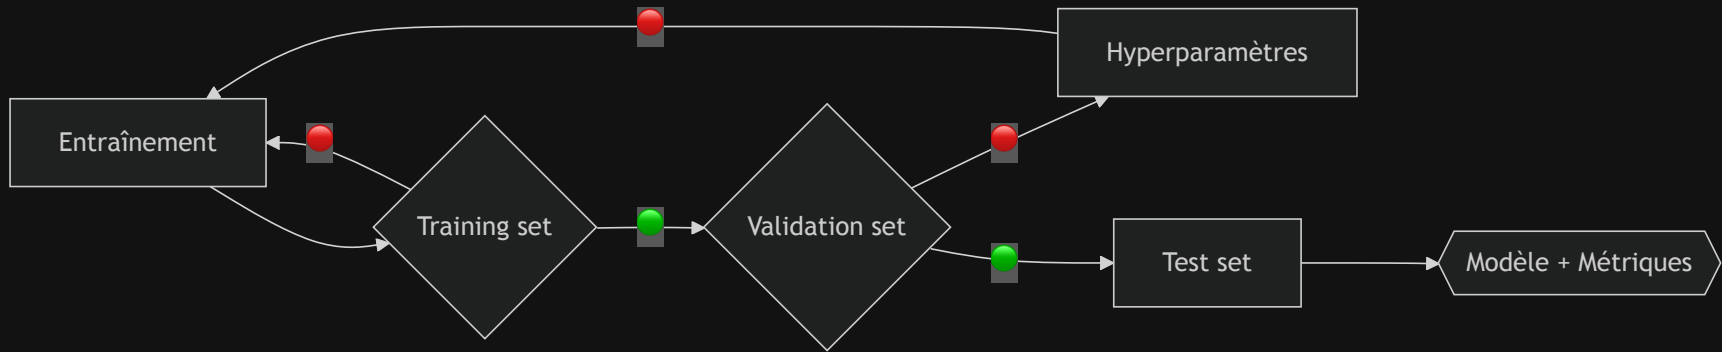 Hyperparamètres
Entraînement
Training set
Validation set
Test set
Modèle + Métriques